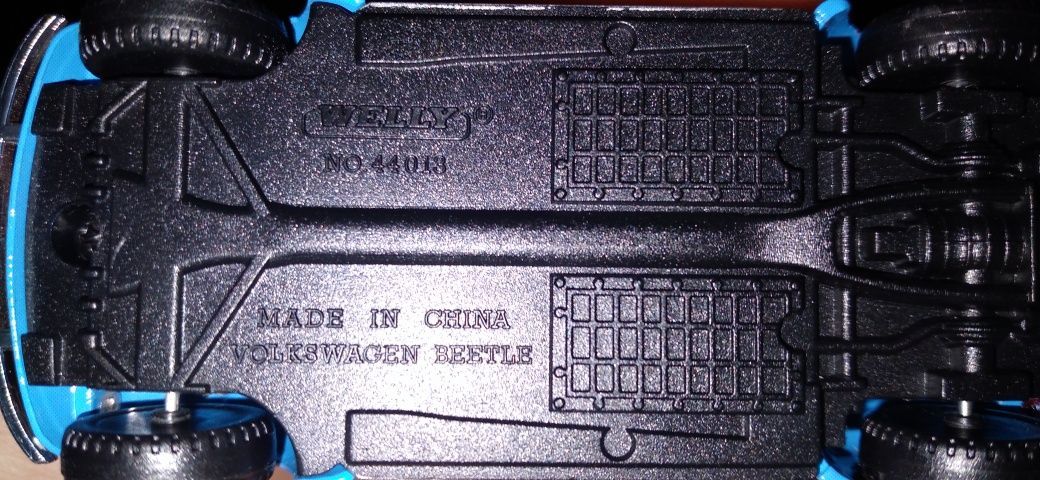 WELLY®
NO.44013
MADE IN CHINA
VOLKSWAGEN BEETLE